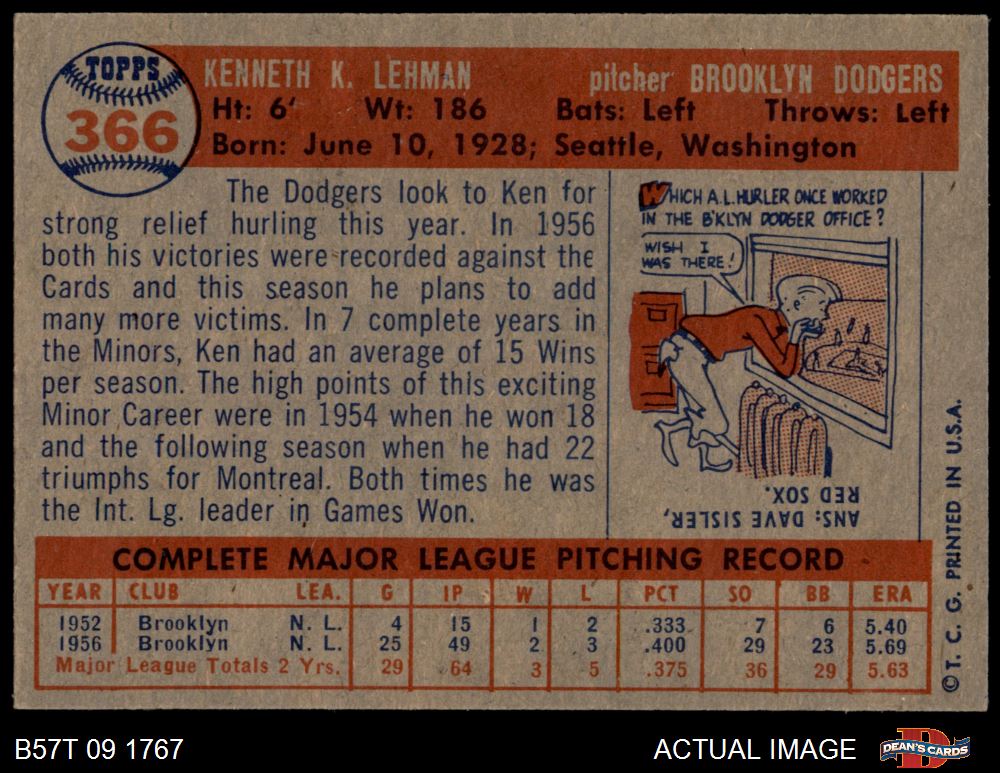 TOPPS
366
KENNETH K. LEHMAN pitcher BROOKLYN DODGERS
Ht: 6' Wt: 186 Bats: Left Throws: Left
Born: June 10, 1928; Seattle, Washington
The Dodgers look to Ken for
strong relief hurling this year. In 1956
both his victories were recorded against the
Cards and this season he plans to add
many more victims. In 7 complete years in
the Minors, Ken had an average of 15 Wins
per season. The high points of this exciting
Minor Career were in 1954 when he won 18
and the following season when he had 22
triumphs for Montreal. Both times he was
the Int. Lg. leader in Games Won.
WHICH A.L. HURLER ONCE WORKED
IN THE B'KLYN DODGER OFFICE?
WISH I
WAS THERE!
ANS: DAVE SISLER,
RED SOX.
COMPLETE MAJOR LEAGUE PITCHING RECORD
YEAR CLUB LEA. G IP W L PCT SO BB ERA
1952 Brooklyn N. L. 4 15 1 2 .333 7 6 5.40
1956 Brooklyn N. L. 25 49 2 3 .400 29 23 5.69
Major League Totals 2 Yrs. 29 64 3 5 .375 36 29 5.63
© T. C. G. PRINTED IN U.S.A.
B57T 09 1767 ACTUAL IMAGE
DEAN'S CARDS